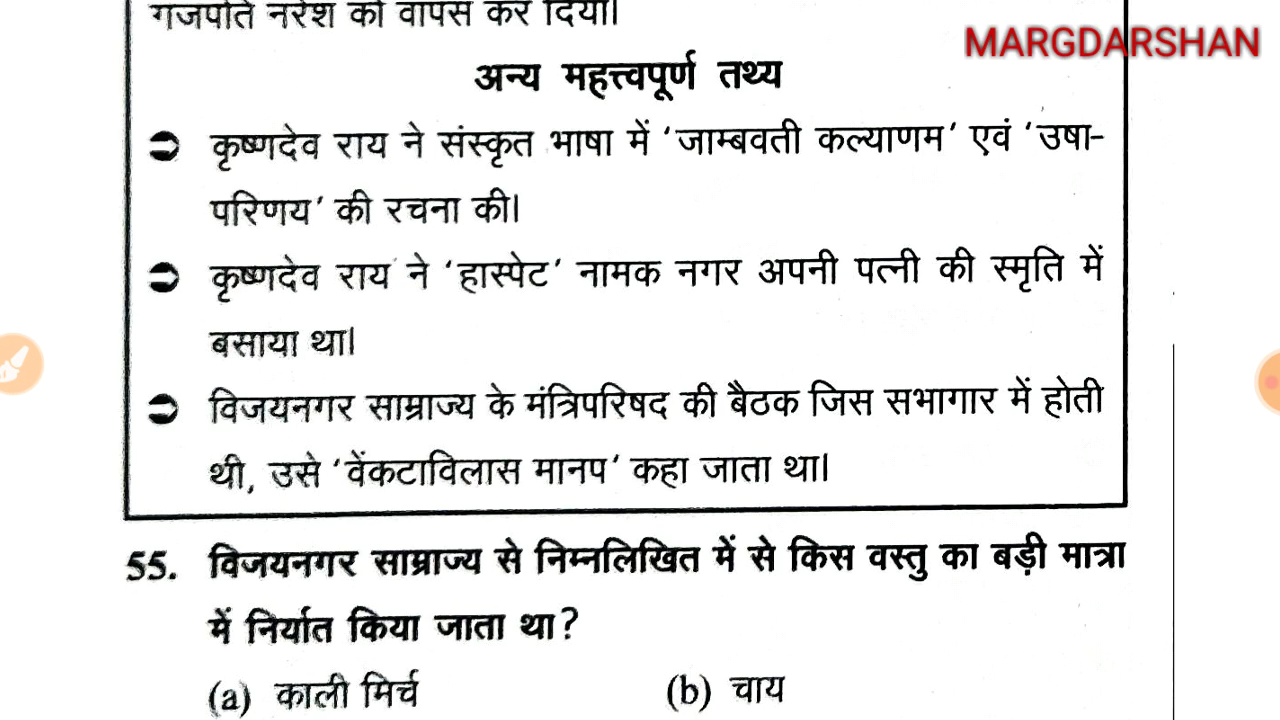 गजपति नरेश को वापस कर दिया।
MARGDARSHAN
अन्य महत्त्वपूर्ण तथ्य
कृष्णदेव राय ने संस्कृत भाषा में ‘जाम्बवती कल्याणम’ एवं ‘उषा-
परिणय’ की रचना की।
कृष्णदेव राय ने ‘हास्पेट’ नामक नगर अपनी पत्नी की स्मृति में
बसाया था।
विजयनगर साम्राज्य के मंत्रिपरिषद की बैठक जिस सभागार में होती
थी, उसे ‘वेंकटाविलास मानप’ कहा जाता था।
55. विजयनगर साम्राज्य से निम्नलिखित में से किस वस्तु का बड़ी मात्रा
में निर्यात किया जाता था?
(a) काली मिर्च (b) चाय